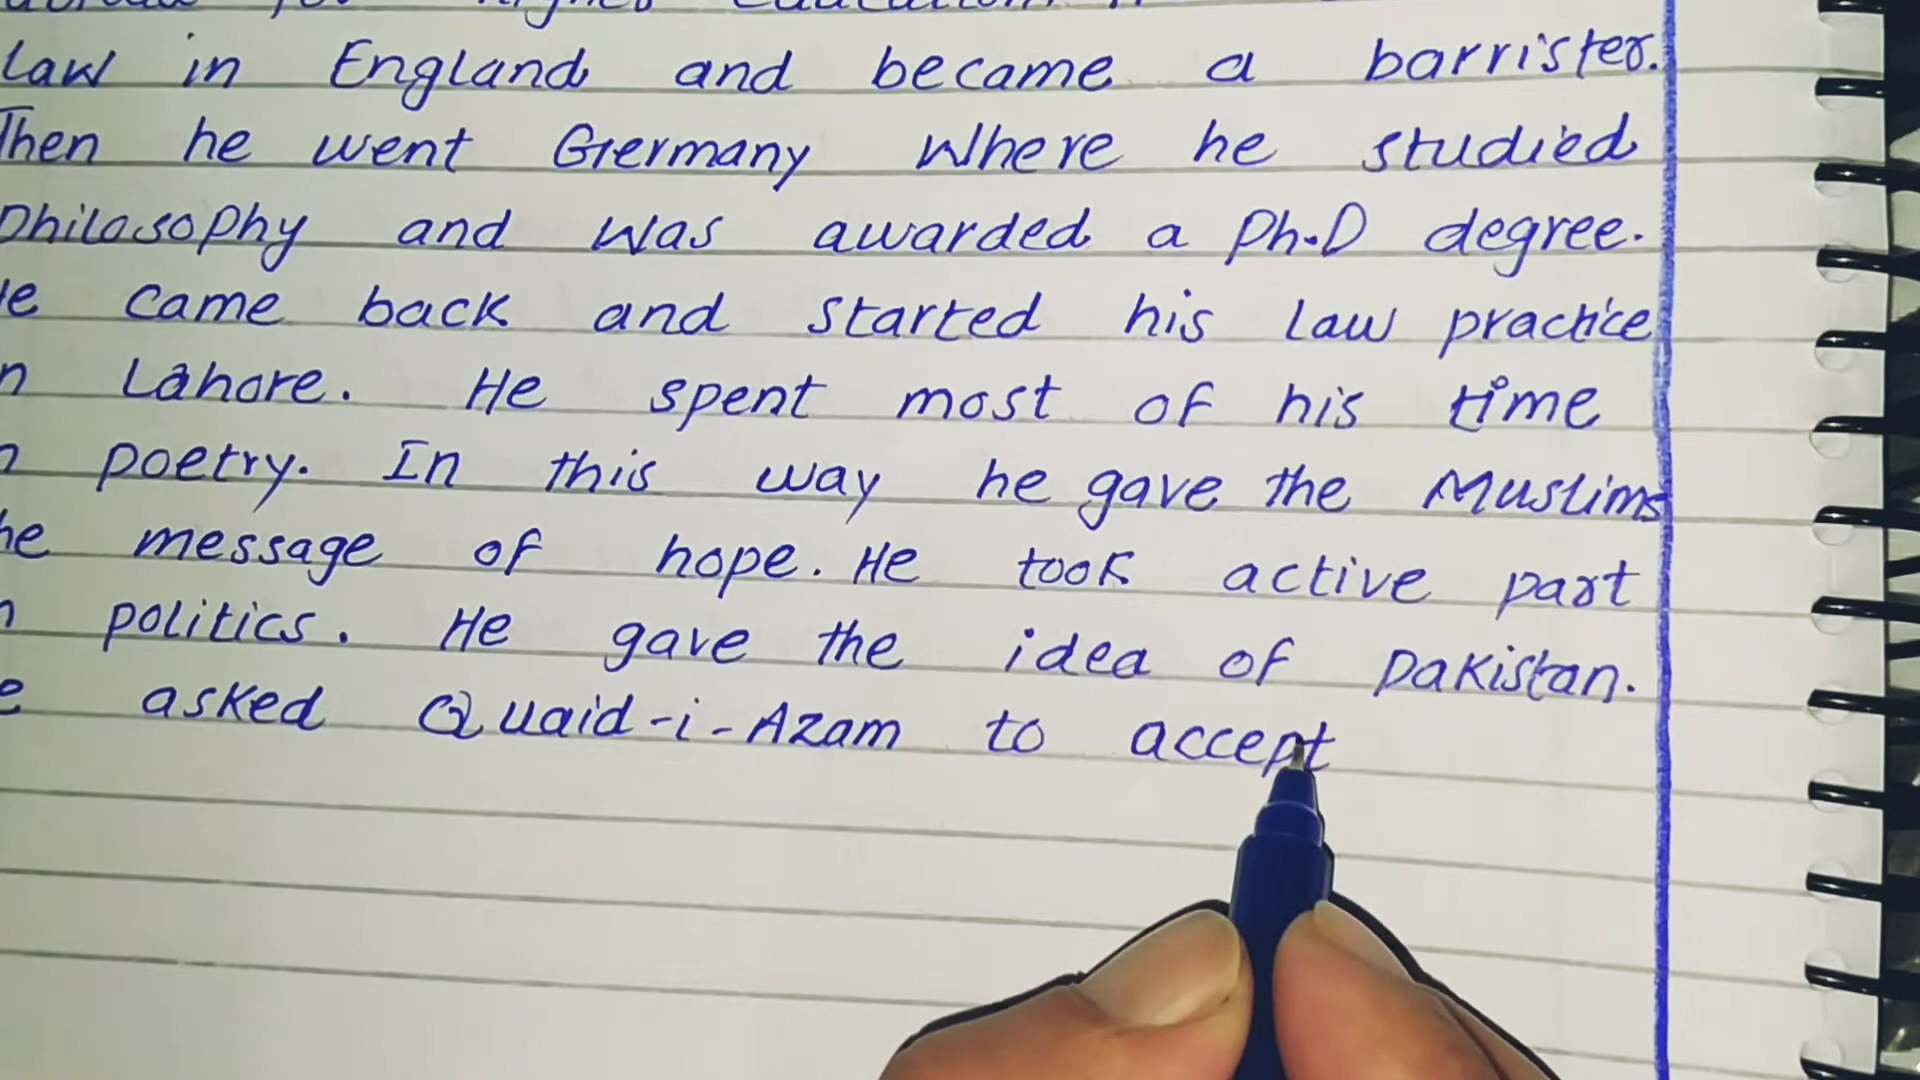 Law in England and became a barrister.
Then he went Germany where he studied
Philosophy and was awarded a Ph.D degree.
came back and started his law practice
Lahore. He spent most of his time
poetry. In this way he gave the Muslims
message of hope. He took active part
politics. He gave the idea of Pakistan.
asked Quaid-i-Azam to accept